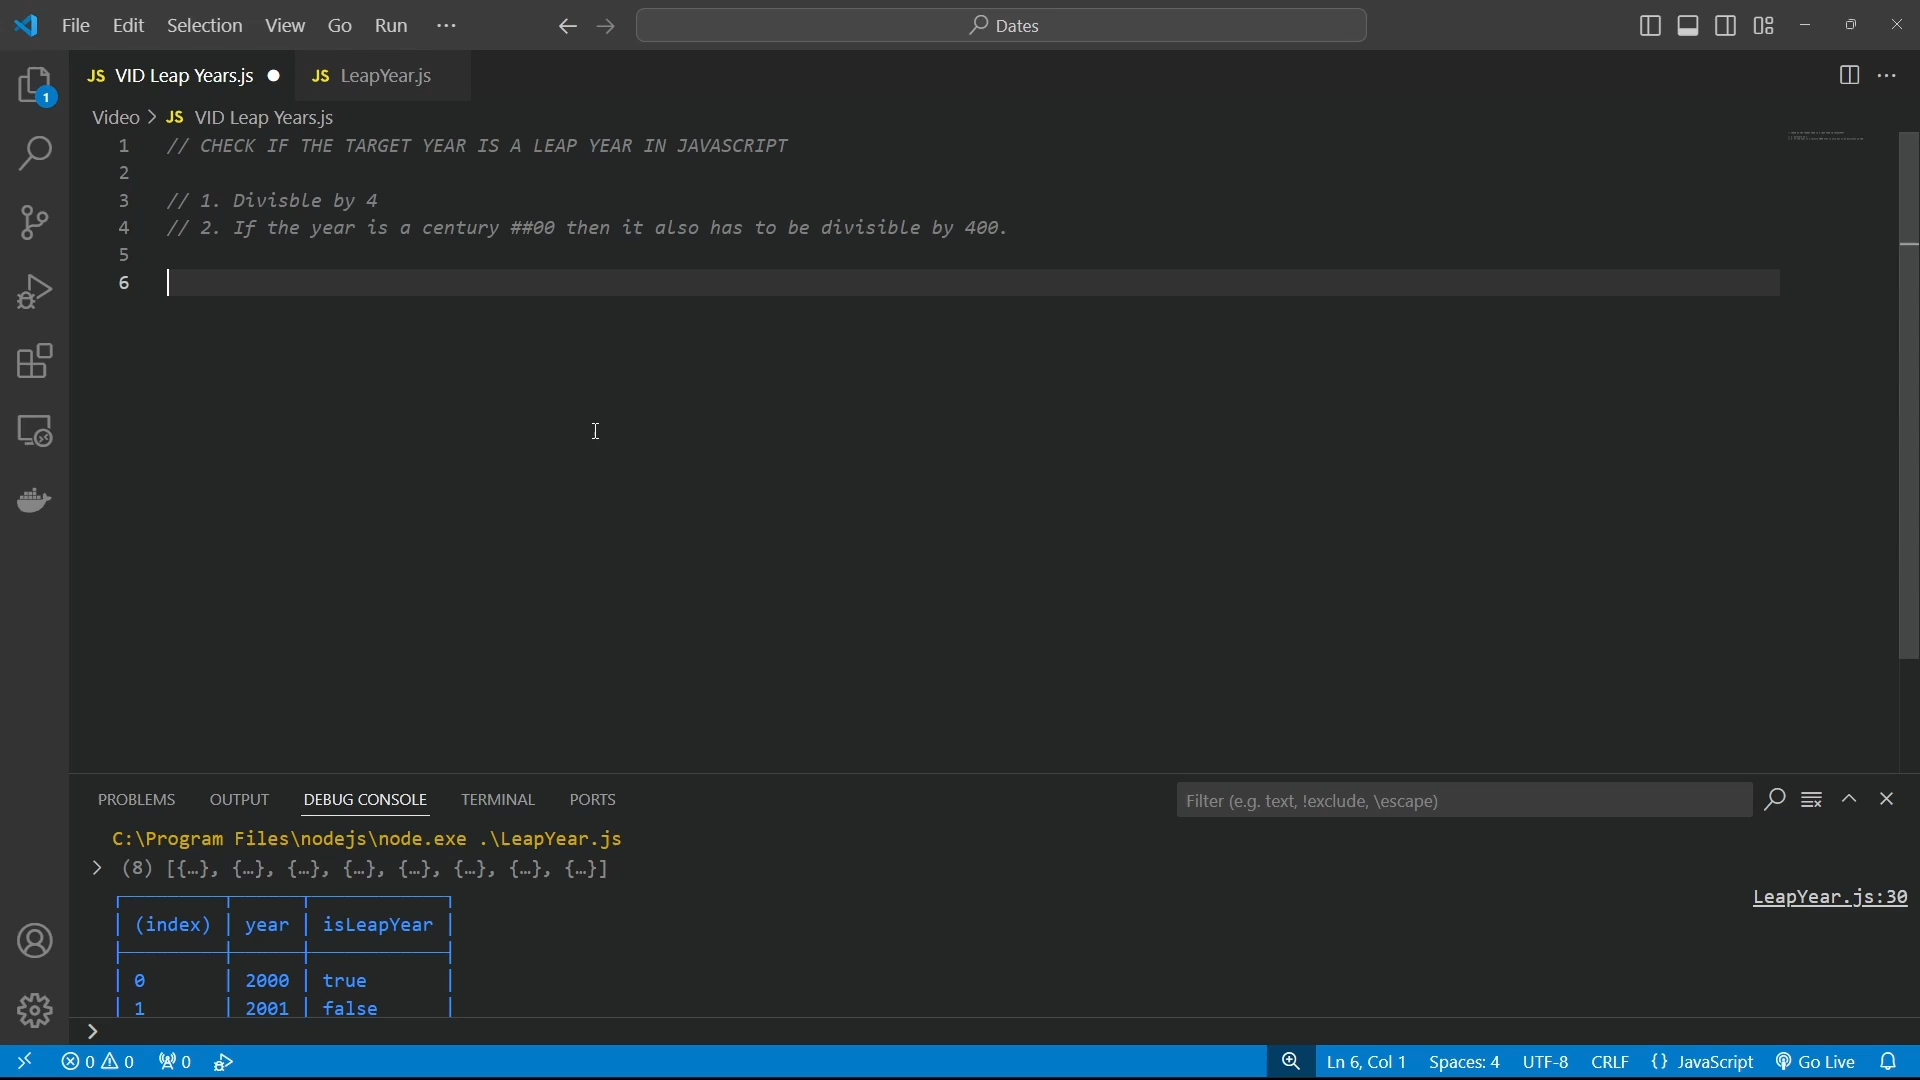 File Edit Selection View Go Run ··· Dates
JS VID Leap Years.js JS LeapYear.js
1
Video > JS VID Leap Years.js
1 // CHECK IF THE TARGET YEAR IS A LEAP YEAR IN JAVASCRIPT
2
3 // 1. Divisble by 4
4 // 2. If the year is a century ##00 then it also has to be divisible by 400.
5
6
PROBLEMS OUTPUT DEBUG CONSOLE TERMINAL PORTS Filter (e.g. text, !exclude, \escape)
C:\Program Files\nodejs\node.exe .\LeapYear.js
> (8) [{…}, {…}, {…}, {…}, {…}, {…}, {…}, {…}]
LeapYear.js:30
(index) year isLeapYear
0 2000 true
1 2001 false
>
0 0 0 Ln 6, Col 1 Spaces: 4 UTF-8 CRLF {} JavaScript Go Live